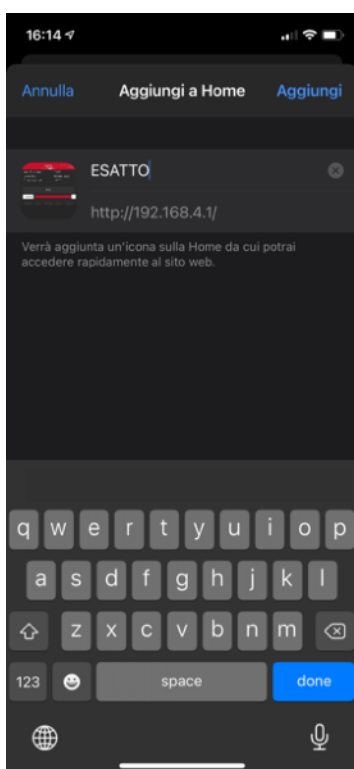 16:14
Annulla Aggiungi a Home Aggiungi
ESATTO
http://192.168.4.1/
Verrà aggiunta un'icona sulla Home da cui potrai
accedere rapidamente al sito web.
q w e r t y u i o p
a s d f g h j k l
z x c v b n m
123 space done